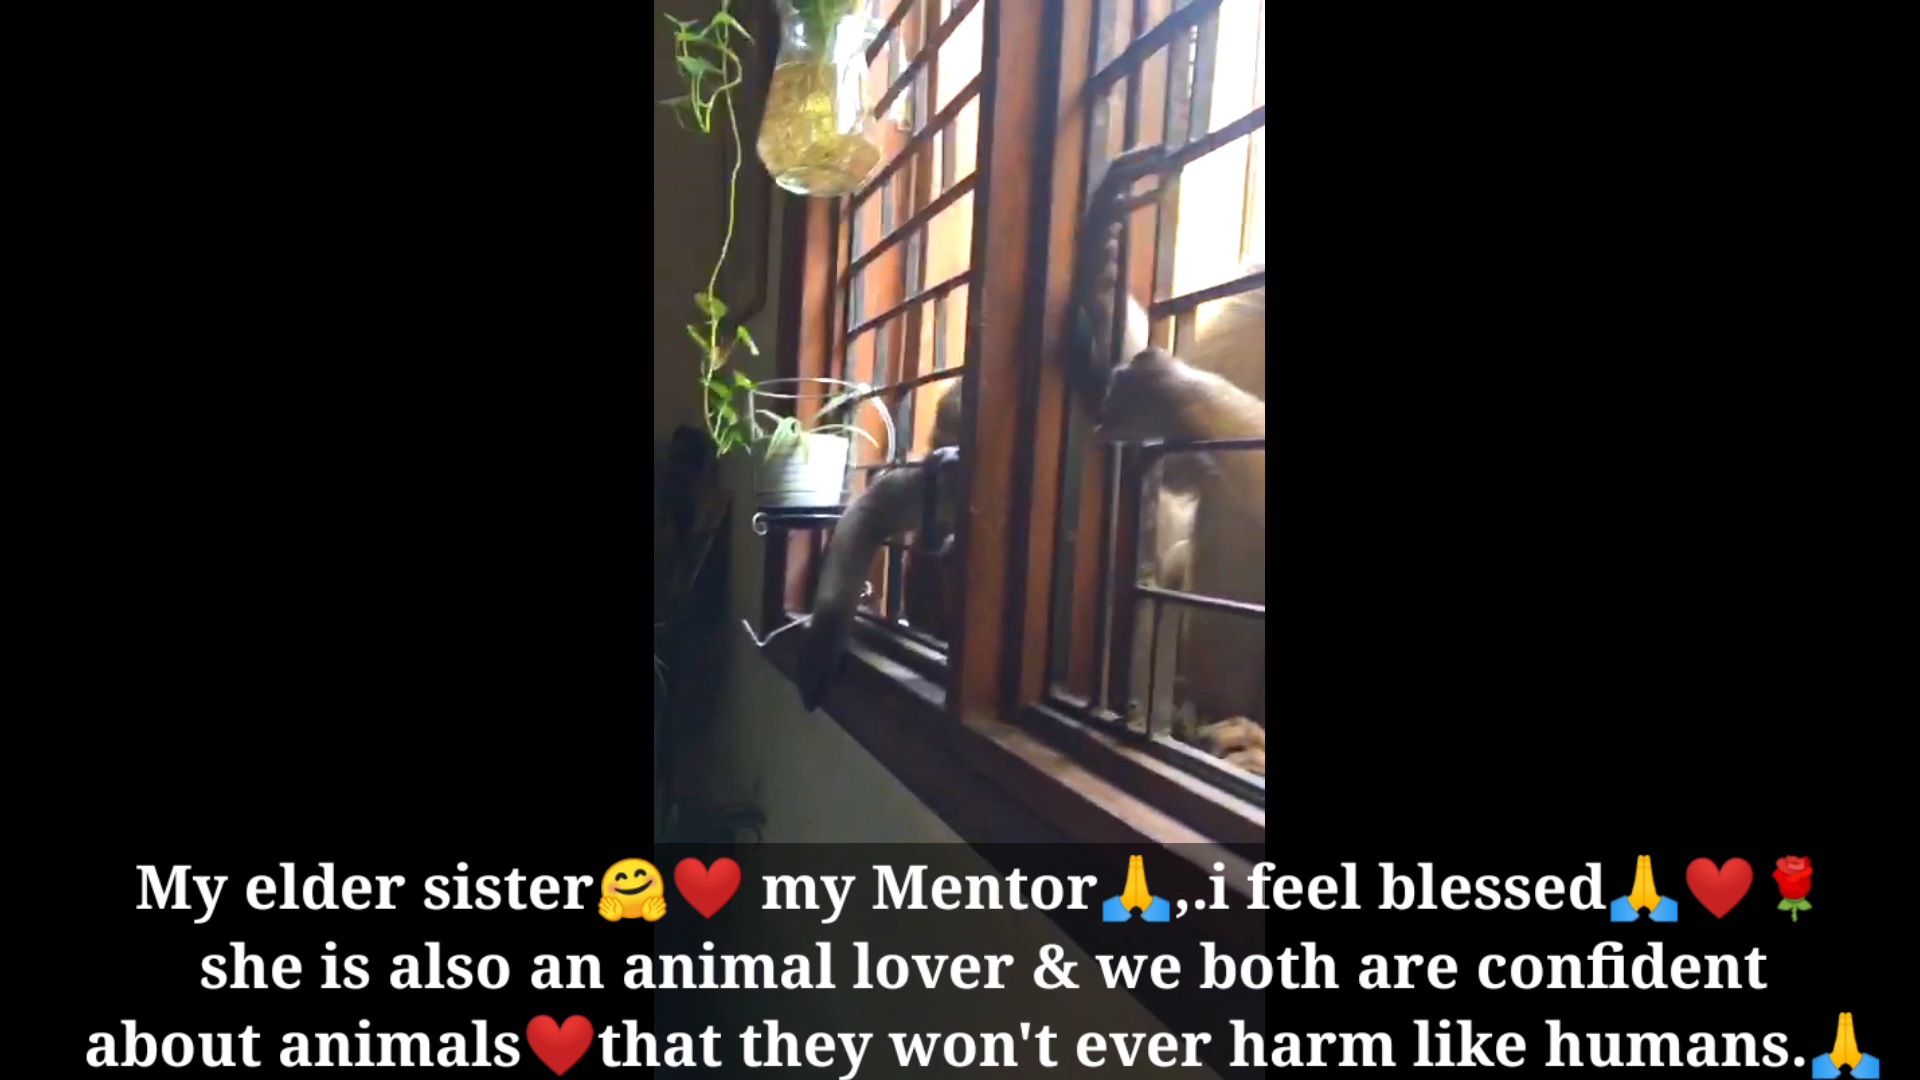 My elder sister🤗❤️ my Mentor🙏,.i feel blessed🙏❤️🌹
she is also an animal lover & we both are confident
about animals❤️that they won't ever harm like humans.🙏